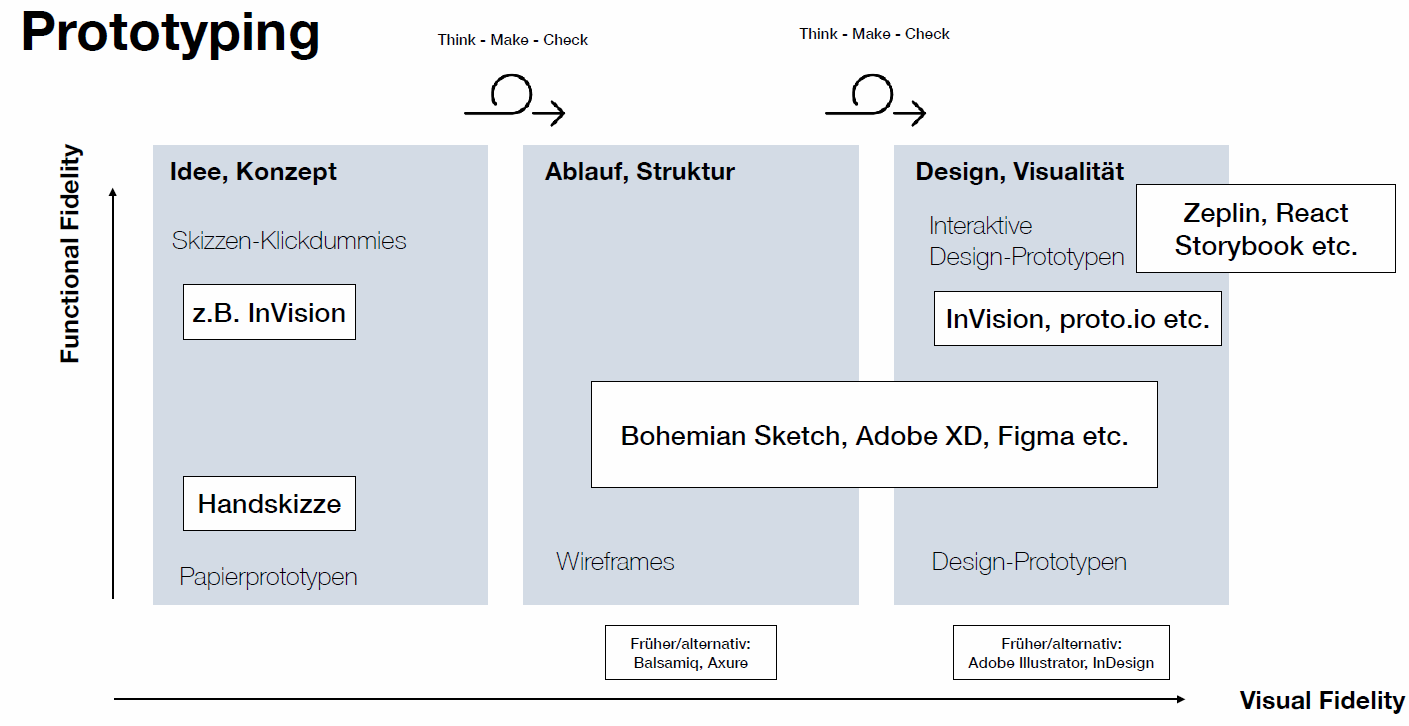 Prototyping
Think - Make - Check
Think - Make - Check
Functional Fidelity
Idee, Konzept
Skizzen-Klickdummies
z.B. InVision
Handskizze
Papierprototypen
Ablauf, Struktur
Wireframes
Design, Visualität
Interaktive
Design-Prototypen
Zeplin, React
Storybook etc.
InVision, proto.io etc.
Bohemian Sketch, Adobe XD, Figma etc.
Design-Prototypen
Früher/alternativ:
Balsamiq, Axure
Früher/alternativ:
Adobe Illustrator, InDesign
Visual Fidelity